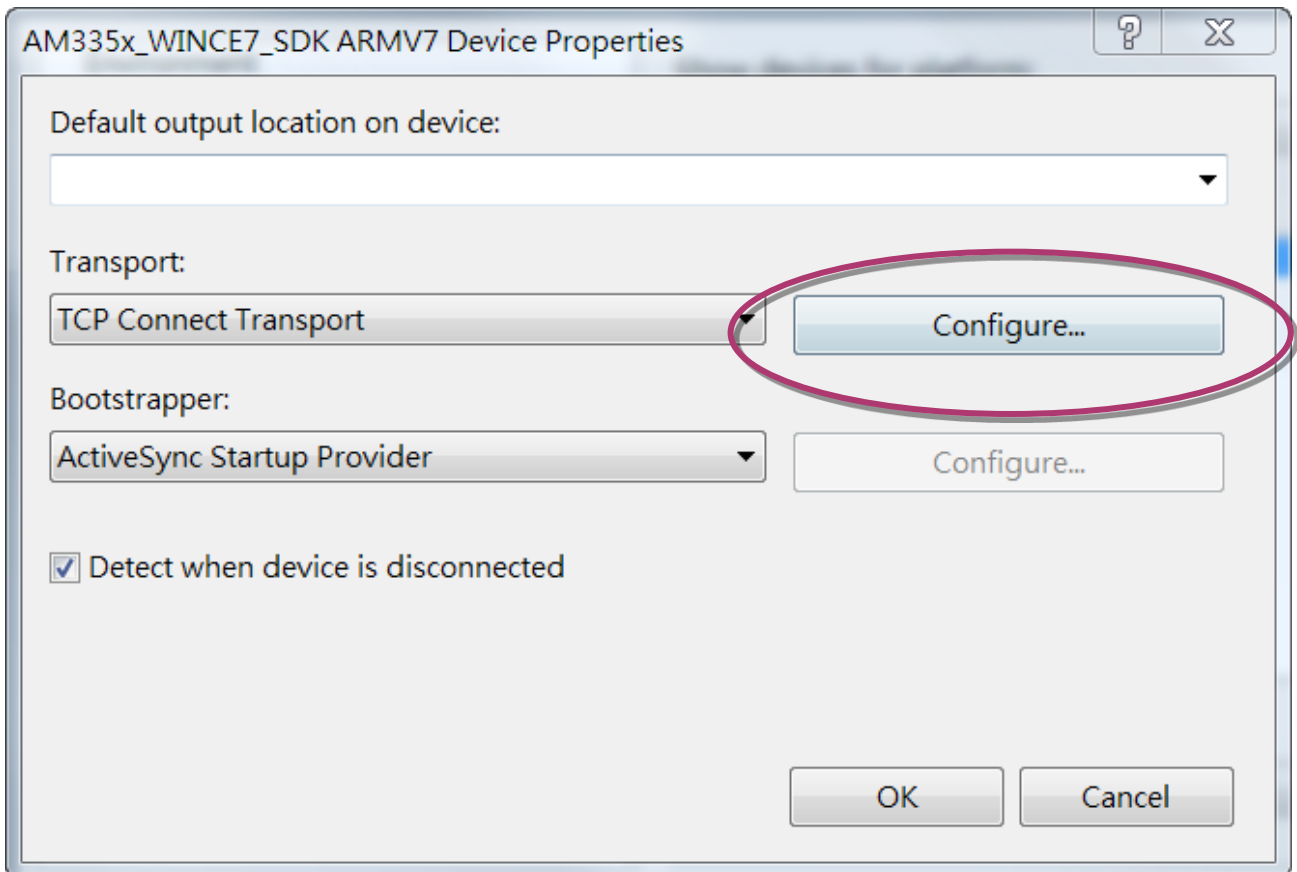 AM335x_WINCE7_SDK ARMV7 Device Properties
Default output location on device:
Transport:
TCP Connect Transport
Configure...
Bootstrapper:
ActiveSync Startup Provider
Configure...
Detect when device is disconnected
OK
Cancel